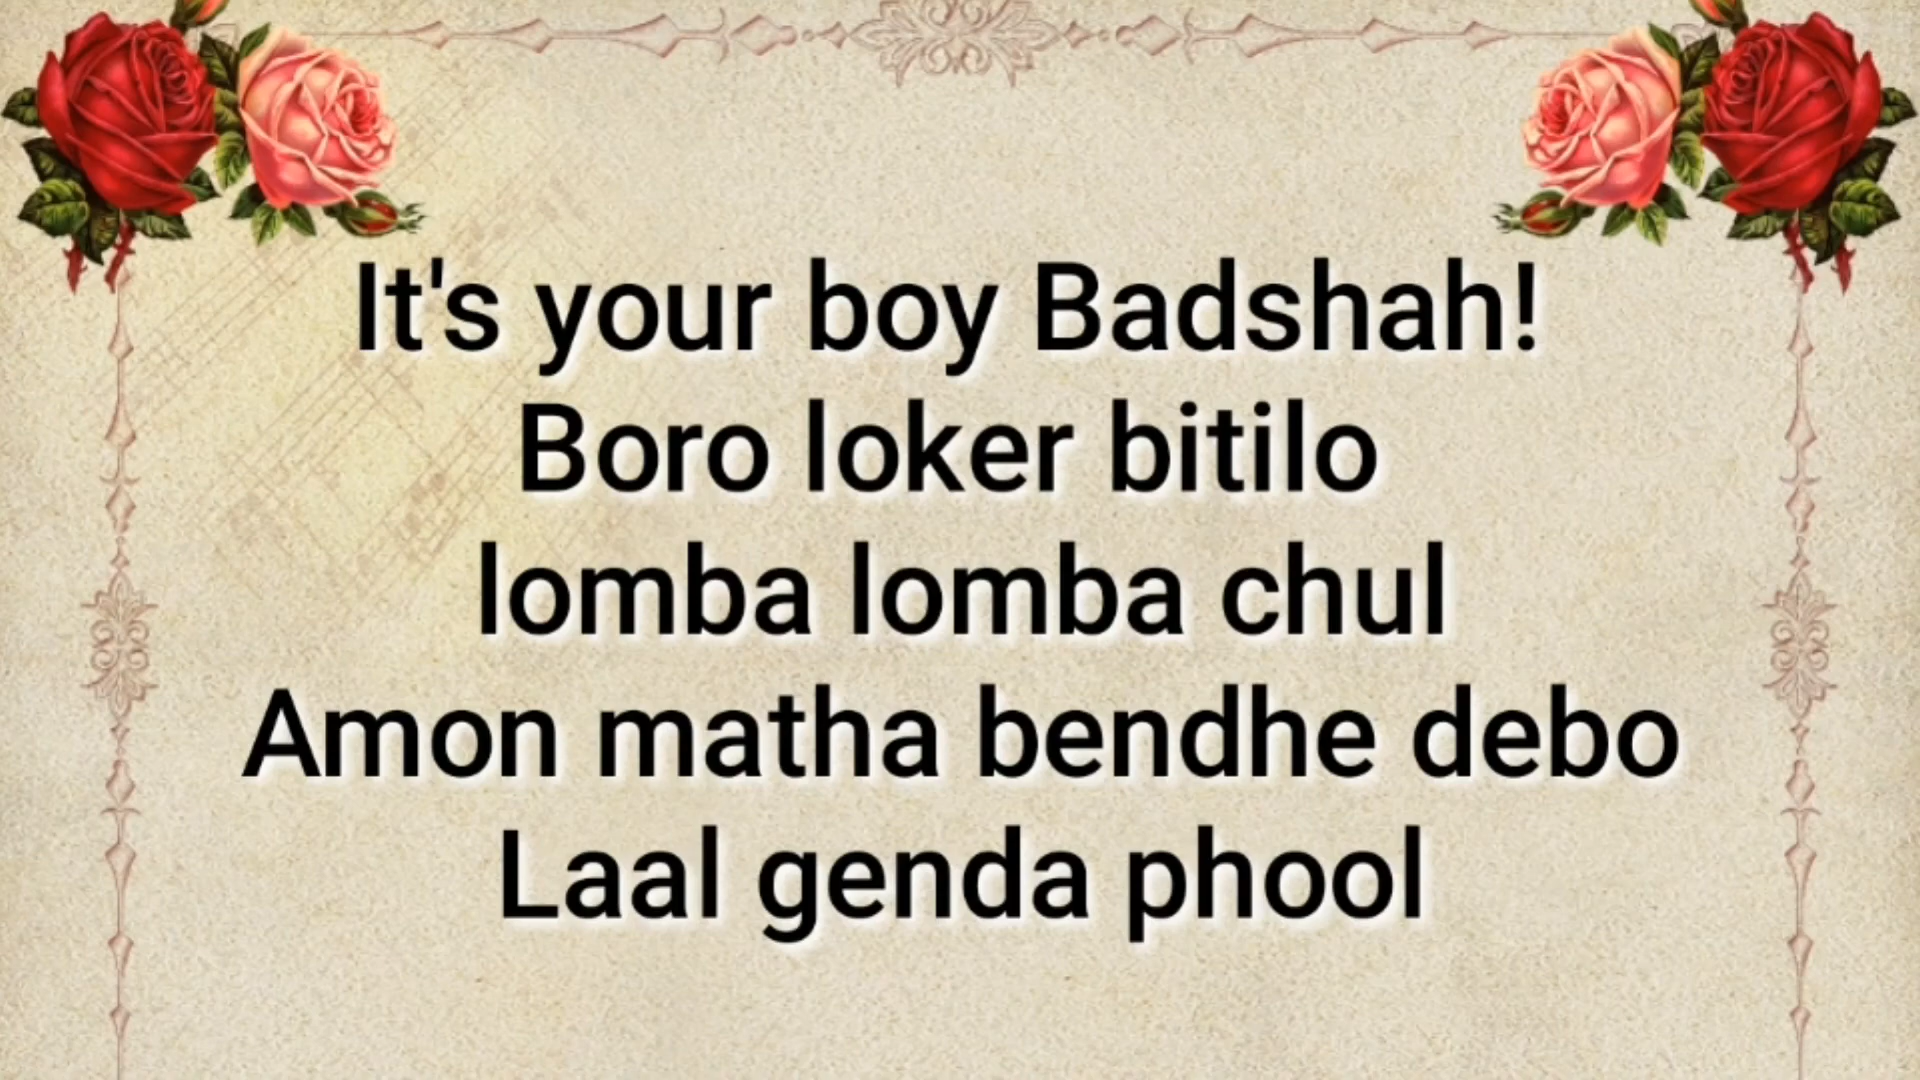 It's your boy Badshah!
Boro loker bitilo
lomba lomba chul
Amon matha bendhe debo
Laal genda phool